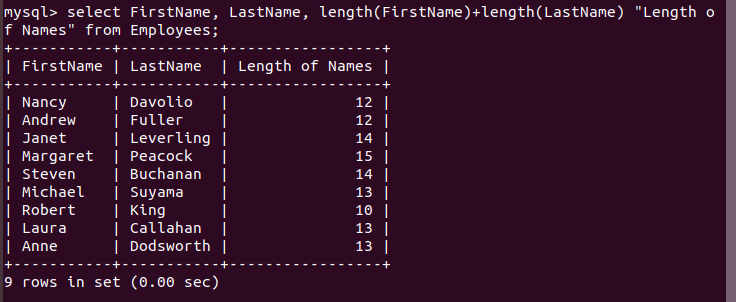 mysql> select FirstName, LastName, length(FirstName)+length(LastName) "Length o
f Names" from Employees;
+-----------+-----------+-----------------+
| FirstName | LastName  | Length of Names |
+-----------+-----------+-----------------+
| Nancy     | Davolio   |              12 |
| Andrew    | Fuller    |              12 |
| Janet     | Leverling |              14 |
| Margaret  | Peacock   |              15 |
| Steven    | Buchanan  |              14 |
| Michael   | Suyama    |              13 |
| Robert    | King      |              10 |
| Laura     | Callahan  |              13 |
| Anne      | Dodsworth |              13 |
+-----------+-----------+-----------------+
9 rows in set (0.00 sec)